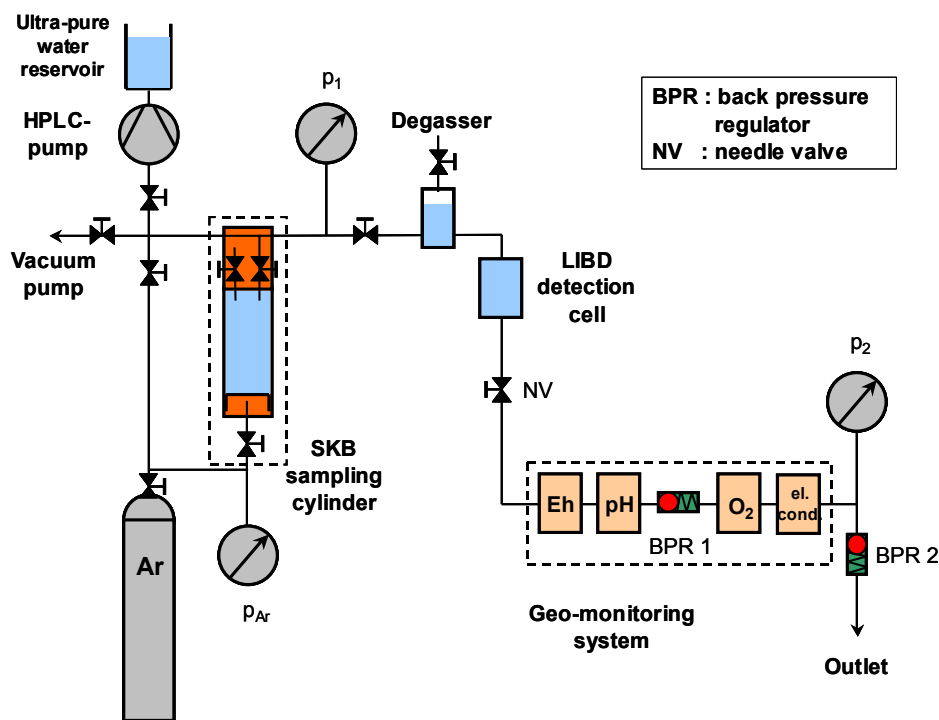 Ultra-pure
water
reservoir
HPLC-
pump
p1
Degasser
BPR : back pressure
regulator
NV : needle valve
Vacuum
pump
LIBD
detection
cell
NV
p2
SKB
sampling
cylinder
Ar
pAr
Eh
pH
O2
el.
cond.
BPR 1
BPR 2
Geo-monitoring
system
Outlet